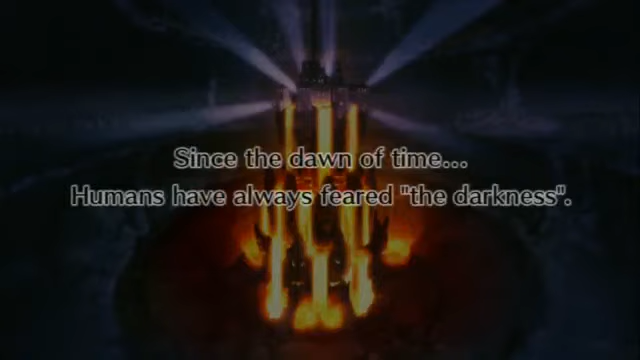 Since the dawn of time...
Humans have always feared "the darkness".